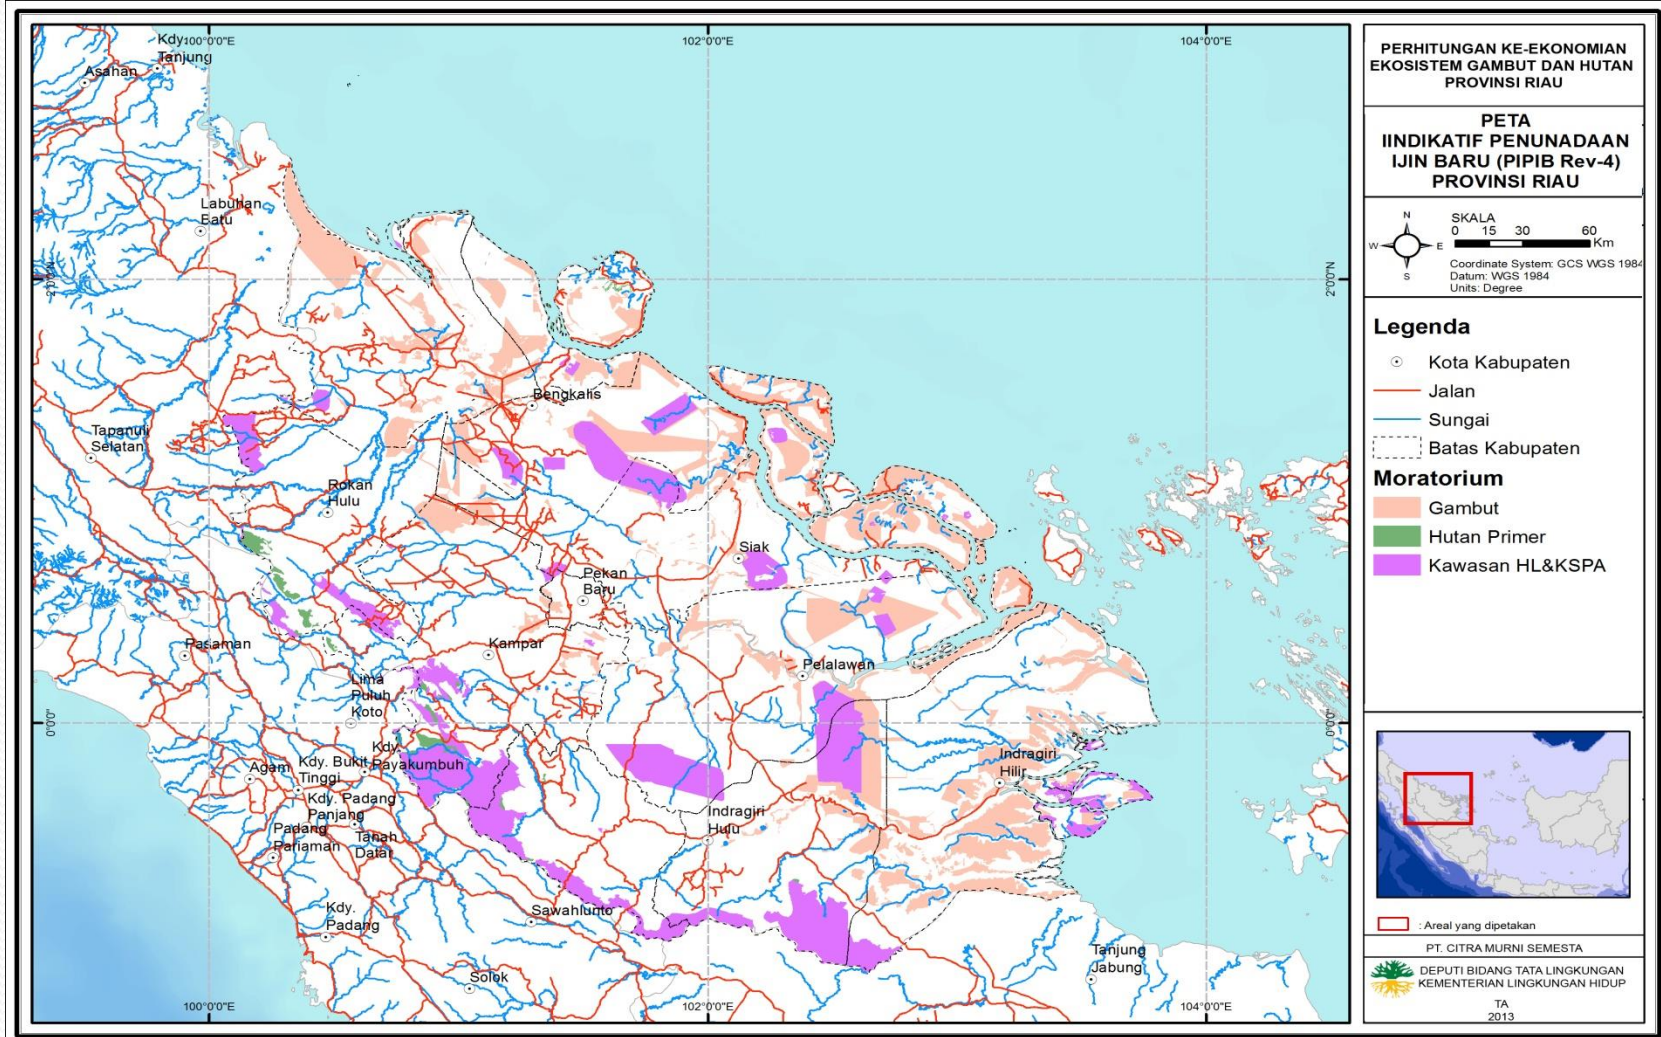 100°0'0"E
102°0'0"E
104°0'0"E
Kdy.
Tanjung
Asahan
Labuhan
Batu
2°0'0"N
2°0'0"N
Bengkalis
Tapanuli
Selatan
Rokan
Hulu
Siak
Pekan
Baru
Pasaman
Kampar
Pelalawan
Lima
Puluh
Koto
0°0'0"
0°0'0"
Kdy.
Payakumbuh
Agam
Kdy. Bukit
Tinggi
Indragiri
Hilir
Kdy. Padang
Panjang
Padang
Pariaman
Tanah
Datar
Indragiri
Hulu
Kdy.
Padang
Sawahlunto
Solok
Tanjung
Jabung
100°0'0"E
102°0'0"E
104°0'0"E
PERHITUNGAN KE-EKONOMIAN
EKOSISTEM GAMBUT DAN HUTAN
PROVINSI RIAU
PETA
IINDIKATIF PENUNADAAN
IJIN BARU (PIPIB Rev-4)
PROVINSI RIAU
N
W
E
S
SKALA
0 15 30 60
Km
Coordinate System: GCS WGS 1984
Datum: WGS 1984
Units: Degree
Legenda
Kota Kabupaten
Jalan
Sungai
Batas Kabupaten
Moratorium
Gambut
Hutan Primer
Kawasan HL&KSPA
: Areal yang dipetakan
PT. CITRA MURNI SEMESTA
DEPUTI BIDANG TATA LINGKUNGAN
KEMENTERIAN LINGKUNGAN HIDUP
TA
2013